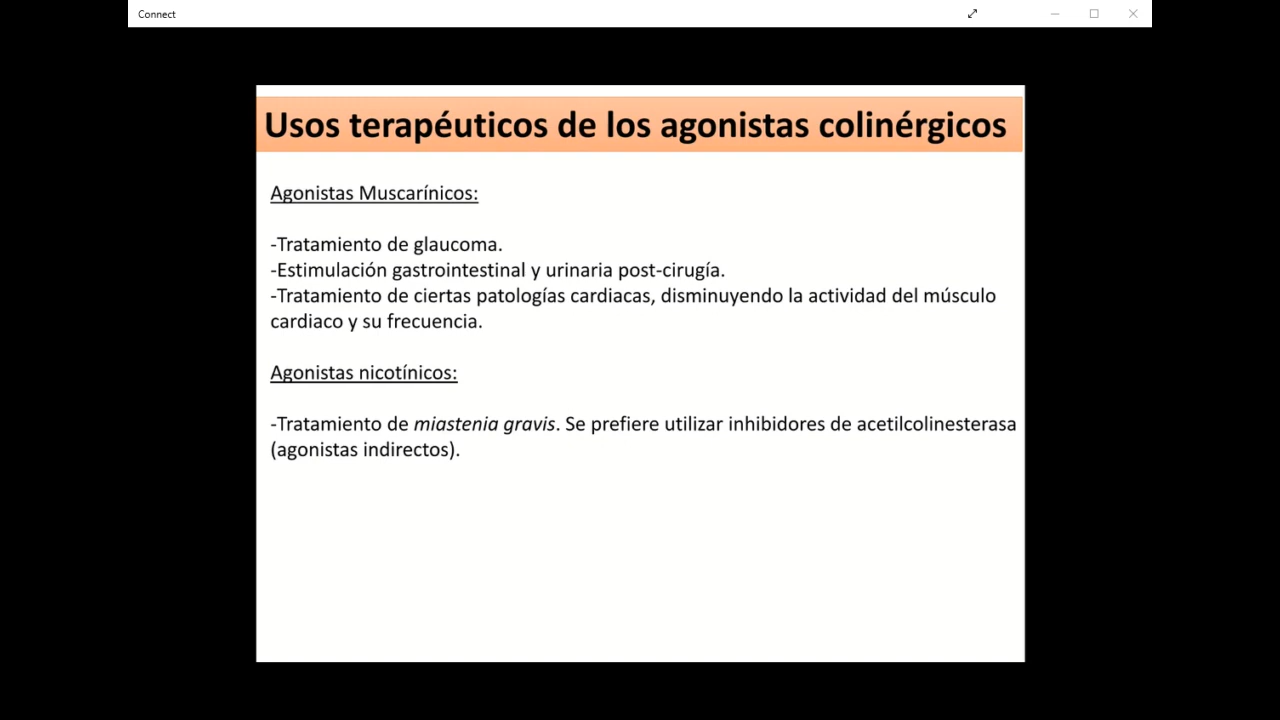 Connect
Usos terapéuticos de los agonistas colinérgicos
Agonistas Muscarínicos:
-Tratamiento de glaucoma.
-Estimulación gastrointestinal y urinaria post-cirugía.
-Tratamiento de ciertas patologías cardiacas, disminuyendo la actividad del músculo
cardiaco y su frecuencia.
Agonistas nicotínicos:
-Tratamiento de miastenia gravis. Se prefiere utilizar inhibidores de acetilcolinesterasa
(agonistas indirectos).